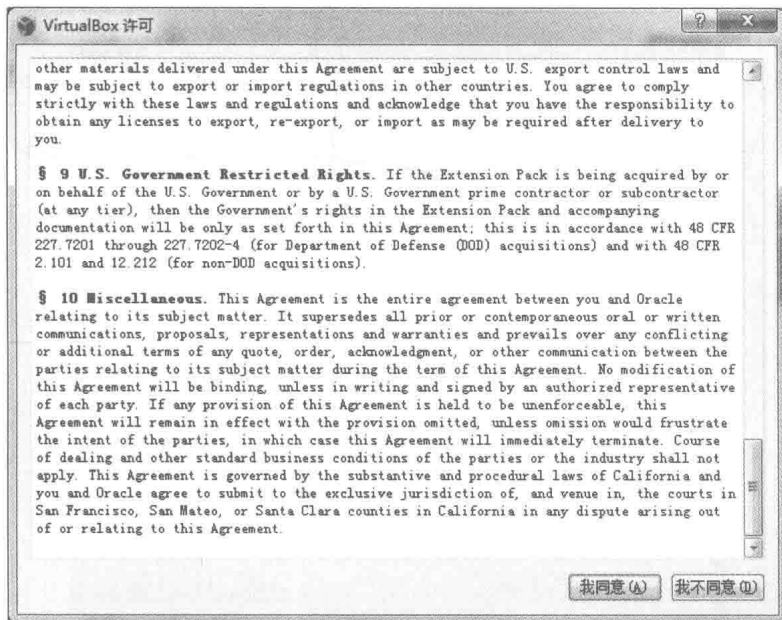 VirtualBox 许可
other materials delivered under this Agreement are subject to U.S. export control laws and
may be subject to export or import regulations in other countries. You agree to comply
strictly with these laws and regulations and acknowledge that you have the responsibility to
obtain any licenses to export, re-export, or import as may be required after delivery to
you.
§ 9 U.S. Government Restricted Rights. If the Extension Pack is being acquired by or
on behalf of the U.S. Government or by a U.S. Government prime contractor or subcontractor
(at any tier), then the Government's rights in the Extension Pack and accompanying
documentation will be only as set forth in this Agreement; this is in accordance with 48 CFR
227.7201 through 227.7202-4 (for Department of Defense (DOD) acquisitions) and with 48 CFR
2.101 and 12.212 (for non-DOD acquisitions).
§ 10 Miscellaneous. This Agreement is the entire agreement between you and Oracle
relating to its subject matter. It supersedes all prior or contemporaneous oral or written
communications, proposals, representations and warranties and prevails over any conflicting
or additional terms of any quote, order, acknowledgment, or other communication between the
parties relating to its subject matter during the term of this Agreement. No modification of
this Agreement will be binding, unless in writing and signed by an authorized representative
of each party. If any provision of this Agreement is held to be unenforceable, this
Agreement will remain in effect with the provision omitted, unless omission would frustrate
the intent of the parties, in which case this Agreement will immediately terminate. Course
of dealing and other standard business conditions of the parties or the industry shall not
apply. This Agreement is governed by the substantive and procedural laws of California and
you and Oracle agree to submit to the exclusive jurisdiction of, and venue in, the courts in
San Francisco, San Mateo, or Santa Clara counties in California in any dispute arising out
of or relating to this Agreement.
我同意(A) 我不同意(D)